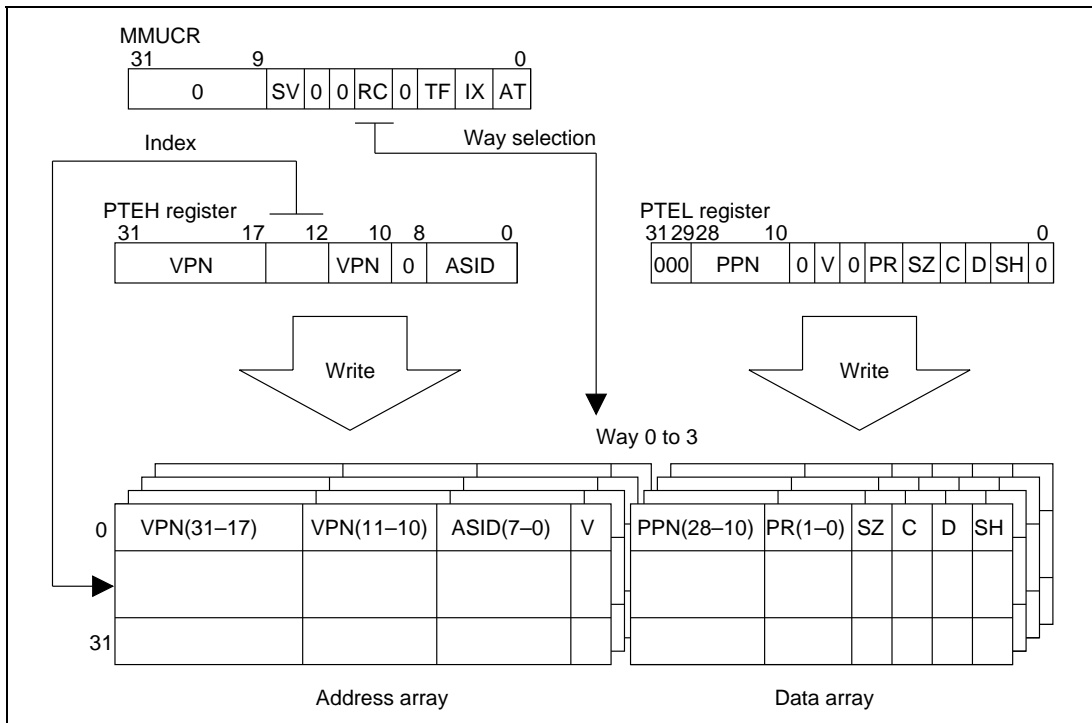 MMUCR
31 9 0
0 SV 0 0 RC 0 TF IX AT
Index
Way selection
PTEH register
31 17 12 10 8 0
VPN VPN 0 ASID
PTEL register
31 29 28 10 0
000 PPN 0 V 0 PR SZ C D SH 0
Write
Write
Way 0 to 3
0 VPN(31–17) VPN(11–10) ASID(7–0) V PPN(28–10) PR(1–0) SZ C D SH
31
Address array
Data array